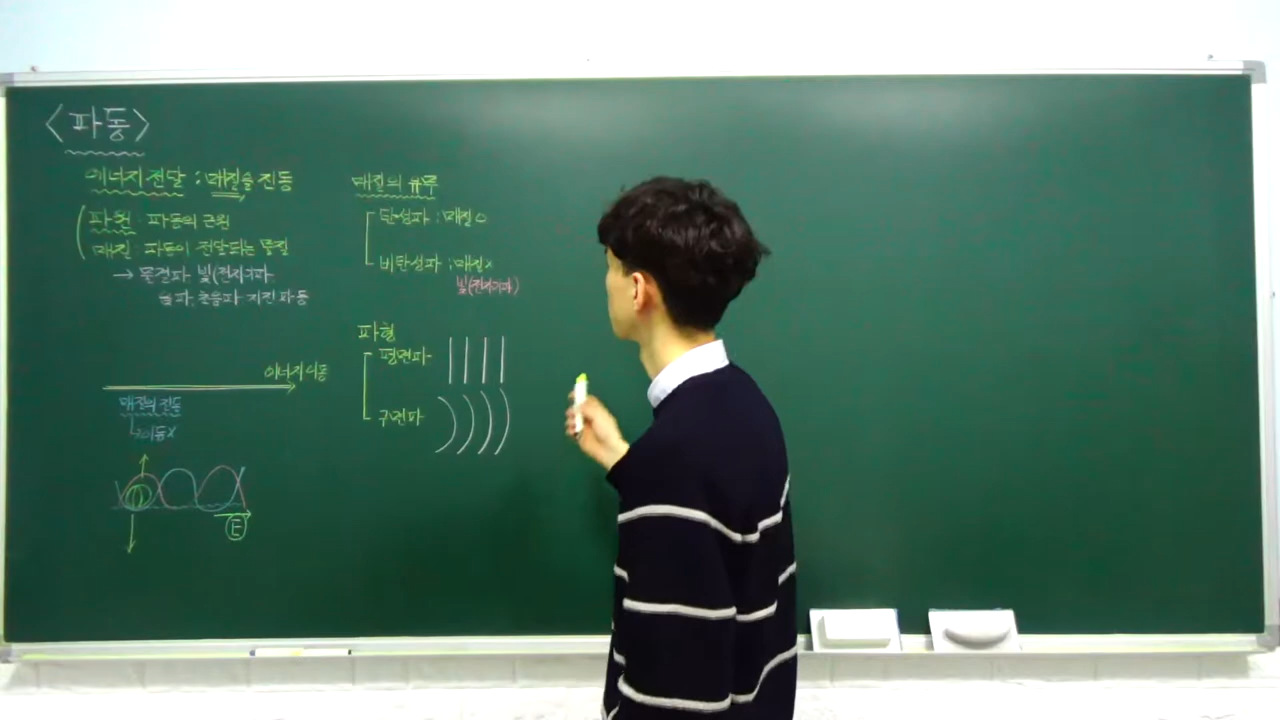 <파동>
에너지 전달 : 매질을 진동
파원 : 파동의 근원
매질 : 파동이 전달되는 물질
→ 물결파 빛(전자기파
음파, 초음파 지진파 등
에너지 이동
매질의 진동
이동X
E
매질의 유무
탄성파 : 매질 O
비탄성파 : 매질 X
빛(전자기파)
파형
평면파
구면파